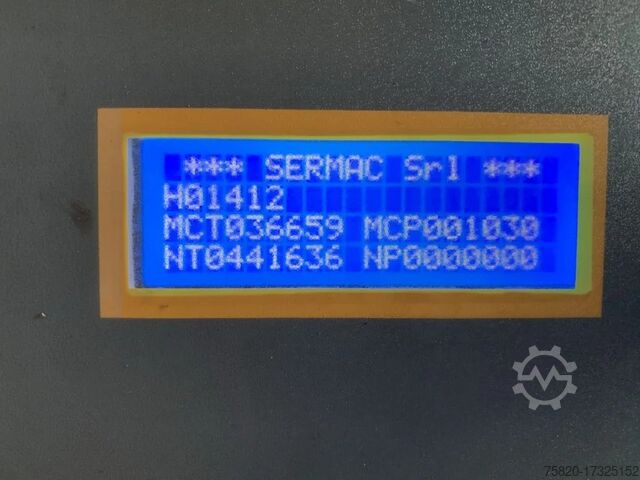 *** SERMAC Srl ***
H01412
MCT036659 MCP001030
NT0441636 NP0000000
75820-17325152